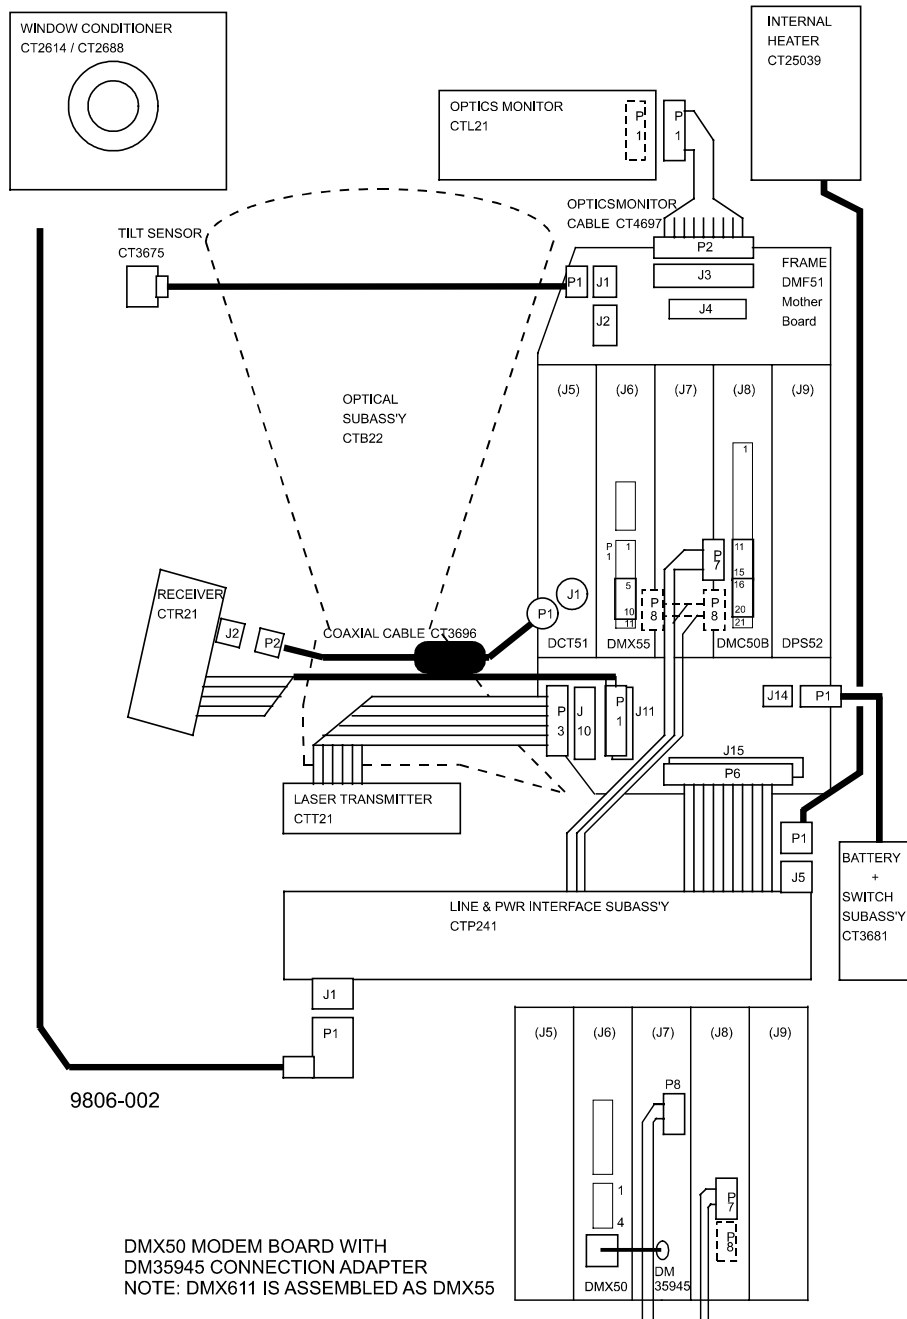 WINDOW CONDITIONER
CT2614 / CT2688
INTERNAL
HEATER
CT25039
OPTICS MONITOR
CTL21
P
1
P
1
OPTICSMONITOR
CABLE CT4697
TILT SENSOR
CT3675
P2
J3
J4
P1
J1
J2
FRAME
DMF51
Mother
Board
OPTICAL
SUBASS'Y
CTB22
(J5)
(J6)
(J7)
(J8)
(J9)
1
P
1
1
5
10
11
P
7
11
15
16
20
21
P
8
P
8
RECEIVER
CTR21
J2
P2
COAXIAL CABLE CT3696
P1
J1
DCT51
DMX55
DMC50B
DPS52
P
3
J
10
P
1
J11
J14
P1
J15
P6
LASER TRANSMITTER
CTT21
P1
J5
BATTERY
+
SWITCH
SUBASS'Y
CT3681
LINE & PWR INTERFACE SUBASS'Y
CTP241
J1
P1
9806-002
(J5)
(J6)
(J7)
(J8)
(J9)
P8
1
4
P
7
P
8
DMX50
DM
35945
DMX50 MODEM BOARD WITH
DM35945 CONNECTION ADAPTER
NOTE: DMX611 IS ASSEMBLED AS DMX55